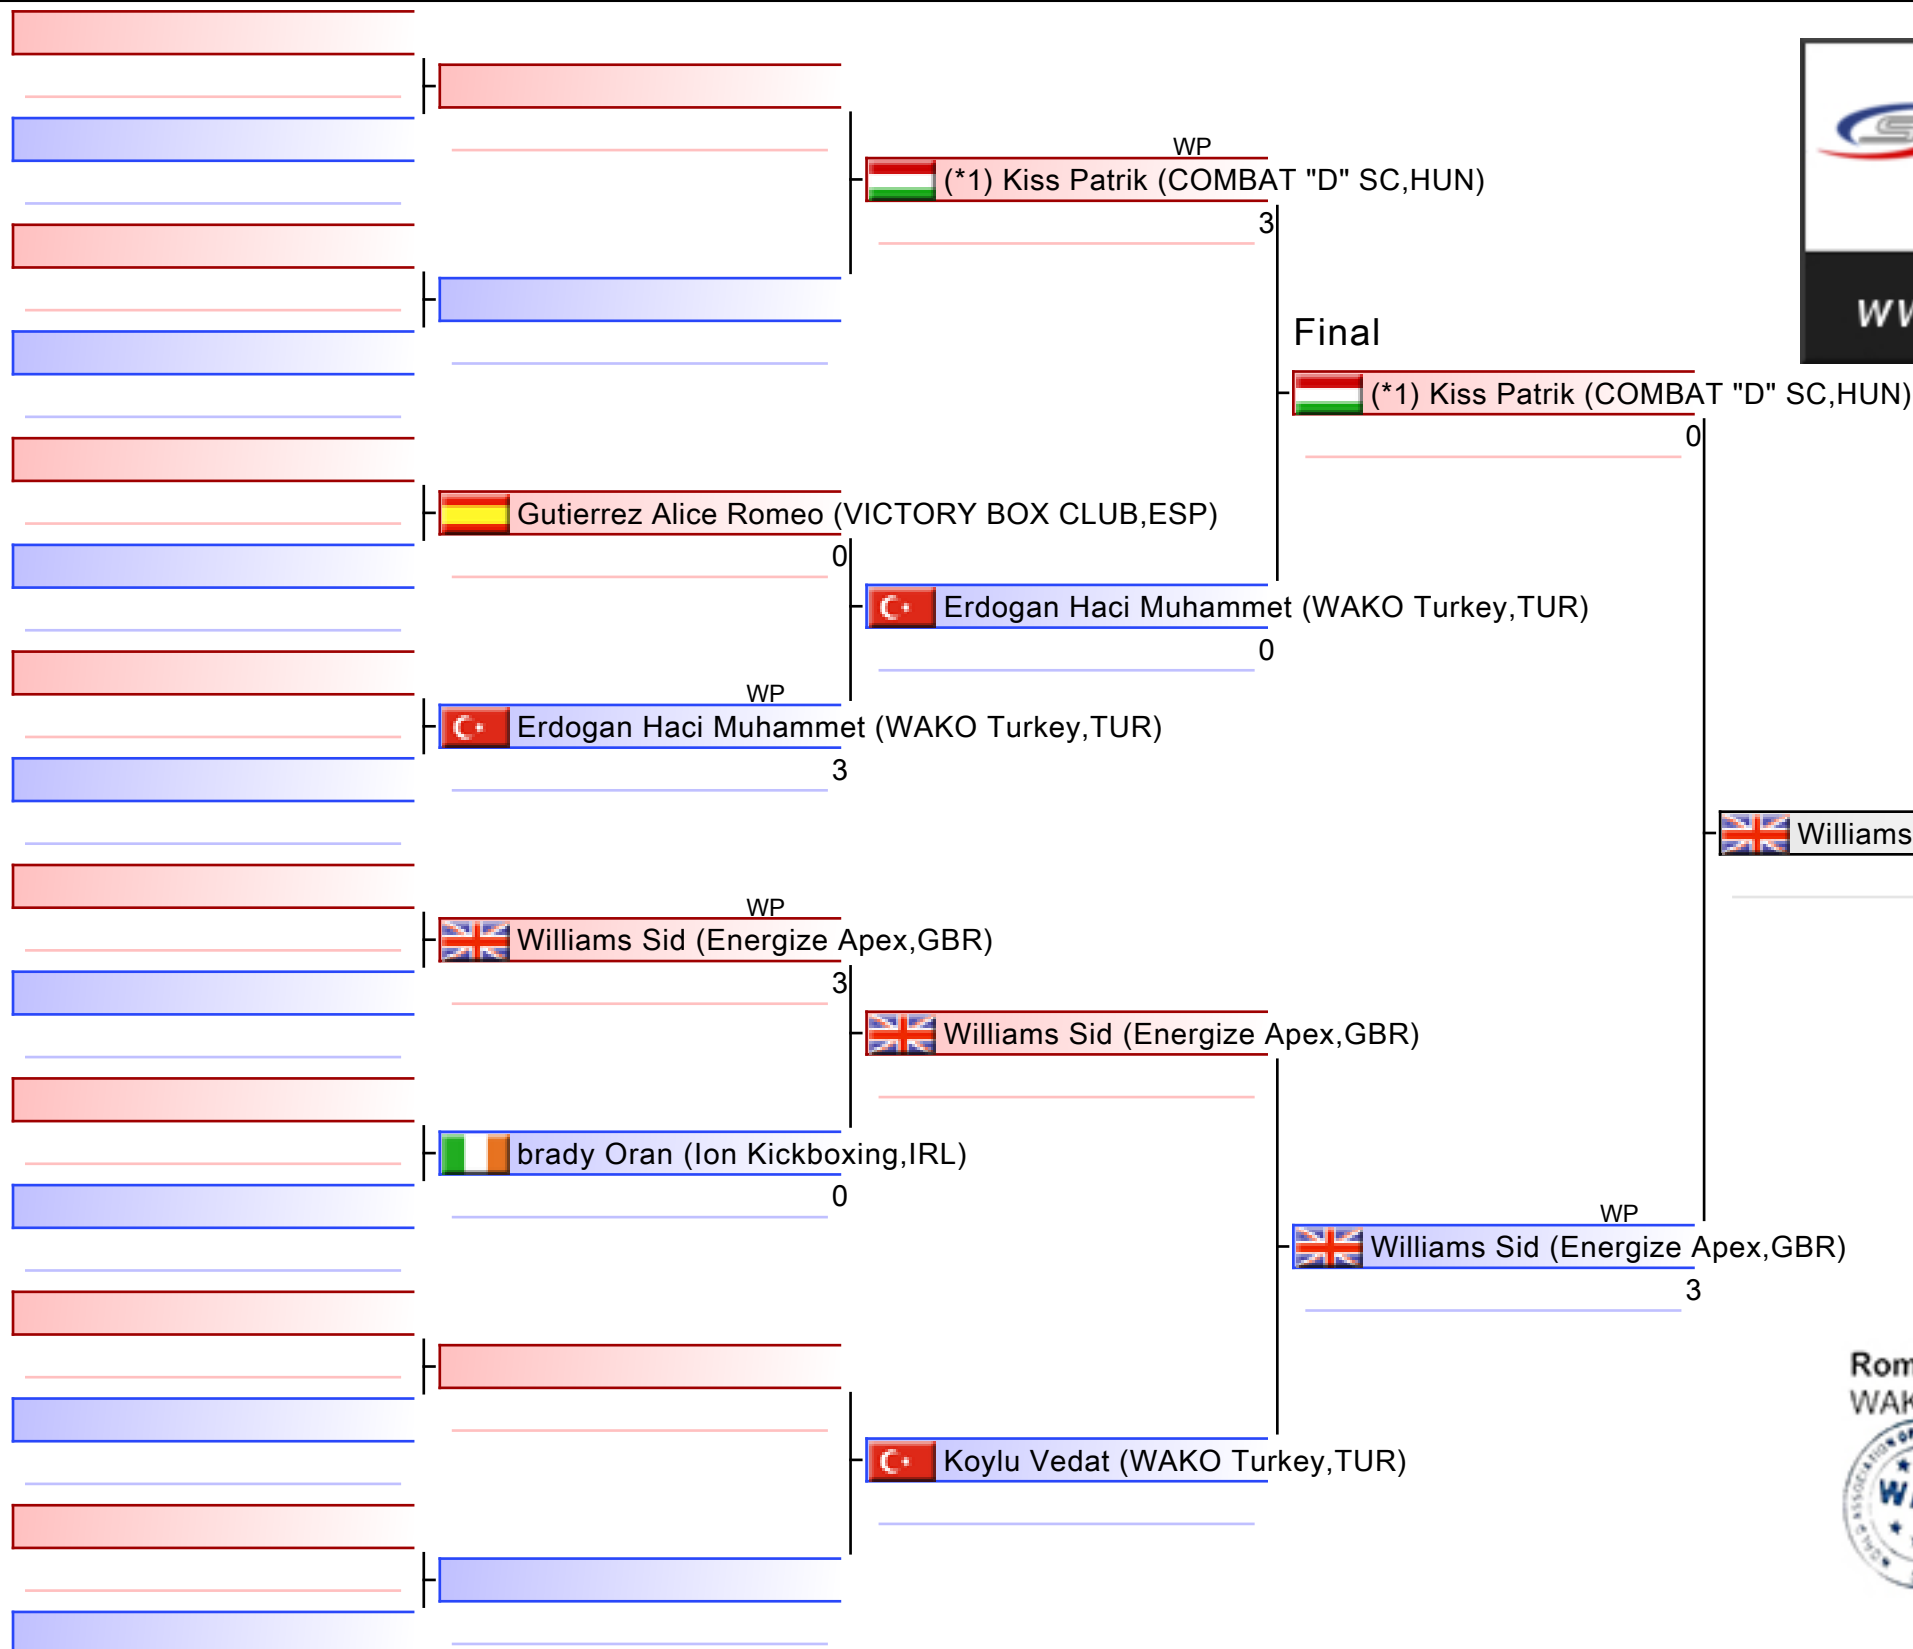 WP
(*1) Kiss Patrik (COMBAT "D" SC,HUN)
3
Final
(*1) Kiss Patrik (COMBAT "D" SC,HUN)
0
Gutierrez Alice Romeo (VICTORY BOX CLUB,ESP)
0
Erdogan Haci Muhammet (WAKO Turkey,TUR)
0
WP
Erdogan Haci Muhammet (WAKO Turkey,TUR)
3
Williams
WP
Williams Sid (Energize Apex,GBR)
3
Williams Sid (Energize Apex,GBR)
brady Oran (Ion Kickboxing,IRL)
0
WP
Williams Sid (Energize Apex,GBR)
3
Koylu Vedat (WAKO Turkey,TUR)